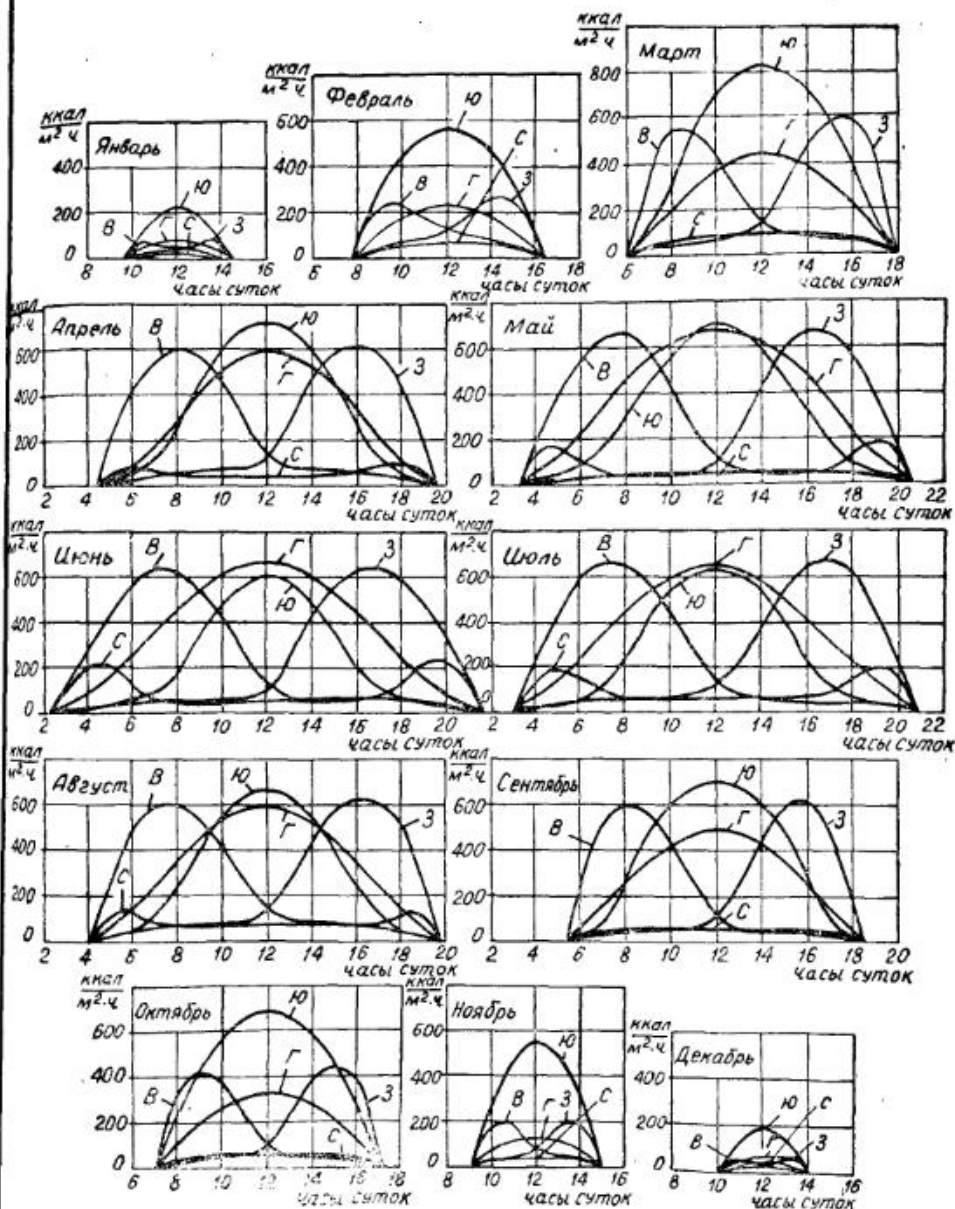 ккал
м² ч
Январь
400
200
0
Ю
В
Г
С
З
8 10 12 14 16
часы суток
ккал
м² ч
Февраль
600
400
200
0
Ю
С
В
Г
З
8 10 12 14 16
часы суток
ккал
м² ч
Март
800
600
400
200
0
Ю
В
Г
З
С
6 8 10 12 14 16 18
часы суток
ккал
м².ч
Апрель
600
400
200
0
В
Ю
Г
З
С
2 4 6 8 10 12 14 16 18 20
часы суток
ккал
м².ч
Май
600
400
200
0
В
Ю
З
Г
С
4 6 8 10 12 14 16 18 20 22
часы суток
ккал
м².ч
Июнь
600
400
200
0
В
Г
З
Ю
С
2 4 6 8 10 12 14 16 18 20
часы суток
ккал
м².ч
Июль
600
400
200
0
В
Г
З
Ю
С
4 6 8 10 12 14 16 18 20 22
часы суток
ккал
м².ч
Август
600
400
200
0
В
Ю
Г
З
С
2 4 6 8 10 12 14 16 18 20
часы суток
ккал
м².ч
Сентябрь
600
400
200
0
Ю
В
Г
З
С
2 4 6 8 10 12 14 16 18 20
часы суток
ккал
м².ч
Октябрь
600
400
200
0
Ю
Г
В
З
С
6 8 10 12 14 16 18
часы суток
ккал
м².ч
Ноябрь
600
400
200
0
Ю
В
Г
З
С
8 10 12 14 16
часы суток
ккал
м².ч
Декабрь
600
400
200
0
Ю
С
В
Г
З
8 10 12 14 16
часы суток